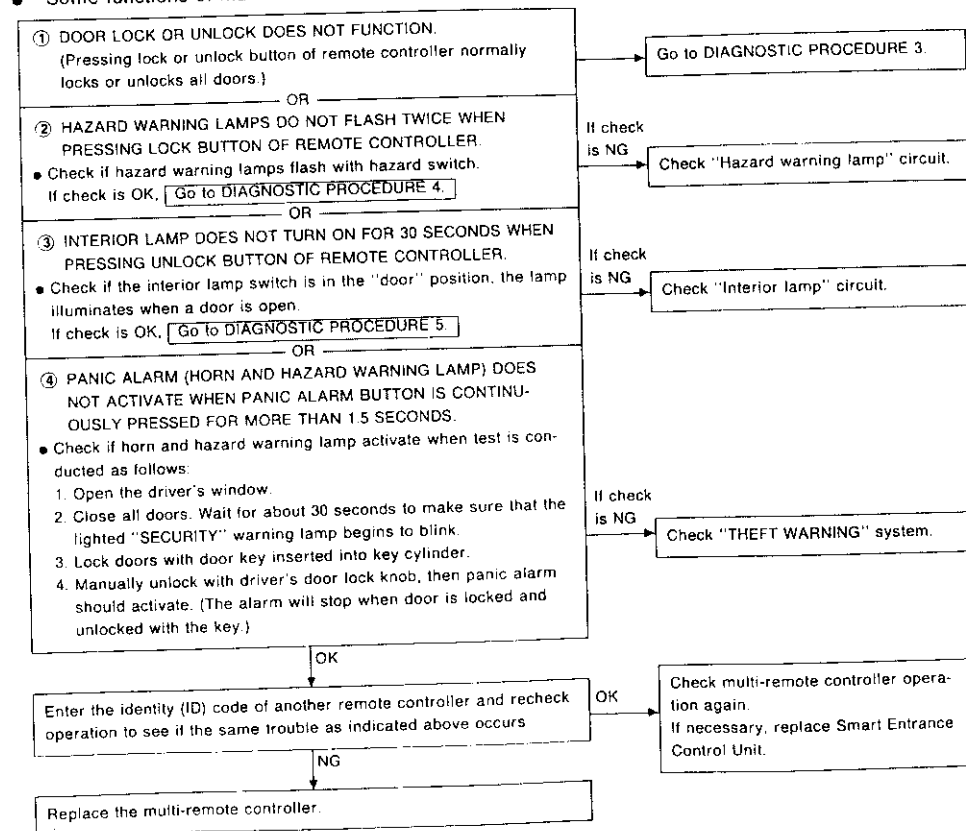 ① DOOR LOCK OR UNLOCK DOES NOT FUNCTION.
(Pressing lock or unlock button of remote controller normally
locks or unlocks all doors.)
Go to DIAGNOSTIC PROCEDURE 3.
OR
② HAZARD WARNING LAMPS DO NOT FLASH TWICE WHEN
PRESSING LOCK BUTTON OF REMOTE CONTROLLER.
● Check if hazard warning lamps flash with hazard switch.
If check is OK, Go to DIAGNOSTIC PROCEDURE 4.
If check
is NG
Check "Hazard warning lamp" circuit.
OR
③ INTERIOR LAMP DOES NOT TURN ON FOR 30 SECONDS WHEN
PRESSING UNLOCK BUTTON OF REMOTE CONTROLLER.
● Check if the interior lamp switch is in the "door" position, the lamp
illuminates when a door is open.
If check is OK, Go to DIAGNOSTIC PROCEDURE 5.
If check
is NG
Check "Interior lamp" circuit.
OR
④ PANIC ALARM (HORN AND HAZARD WARNING LAMP) DOES
NOT ACTIVATE WHEN PANIC ALARM BUTTON IS CONTINU-
OUSLY PRESSED FOR MORE THAN 1.5 SECONDS.
● Check if horn and hazard warning lamp activate when test is con-
ducted as follows:
1. Open the driver's window.
2. Close all doors. Wait for about 30 seconds to make sure that the
lighted "SECURITY" warning lamp begins to blink.
3. Lock doors with door key inserted into key cylinder.
4. Manually unlock with driver's door lock knob, then panic alarm
should activate. (The alarm will stop when door is locked and
unlocked with the key.)
If check
is NG
Check "THEFT WARNING" system.
OK
Enter the identity (ID) code of another remote controller and recheck
operation to see if the same trouble as indicated above occurs
OK
Check multi-remote controller opera-
tion again.
If necessary, replace Smart Entrance
Control Unit.
NG
Replace the multi-remote controller.